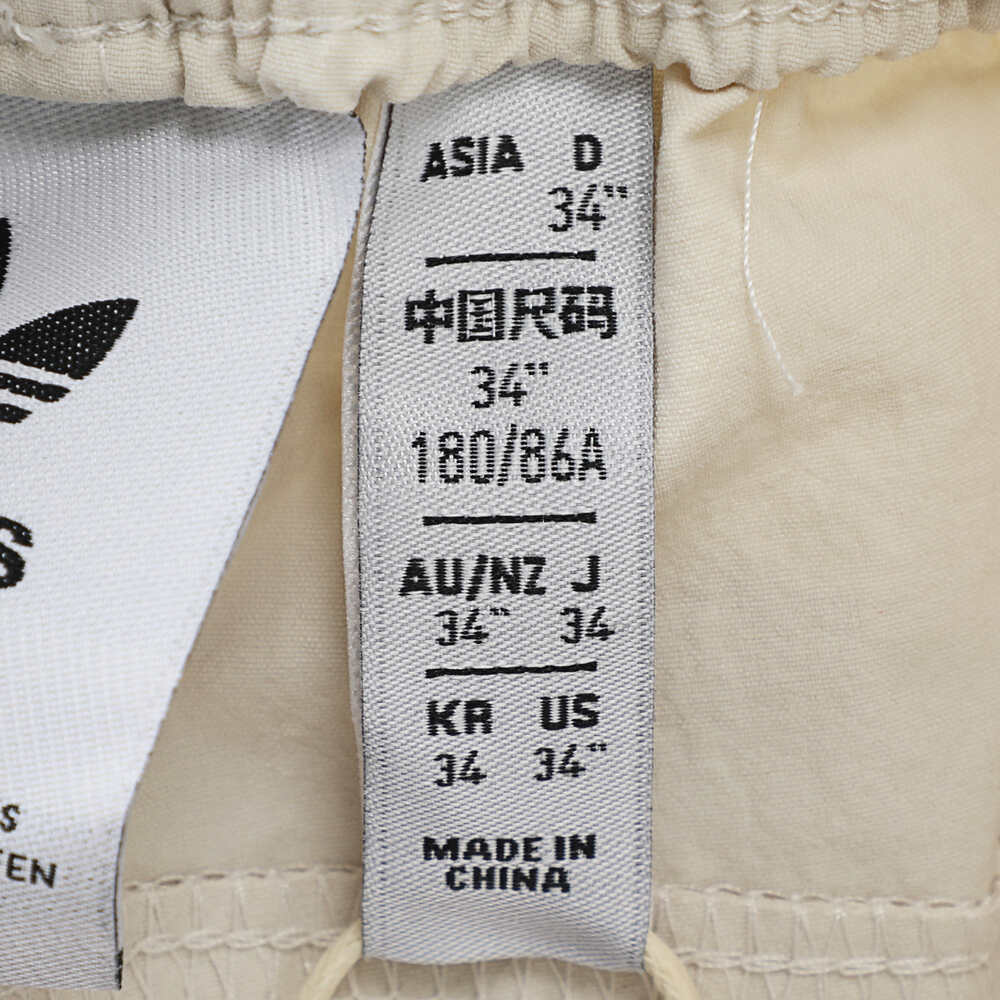 ASIA D
34"
中国尺码
34"
180/86A
AU/NZ J
34" 34
KR US
34 34"
MADE IN
CHINA
S
S
TEN